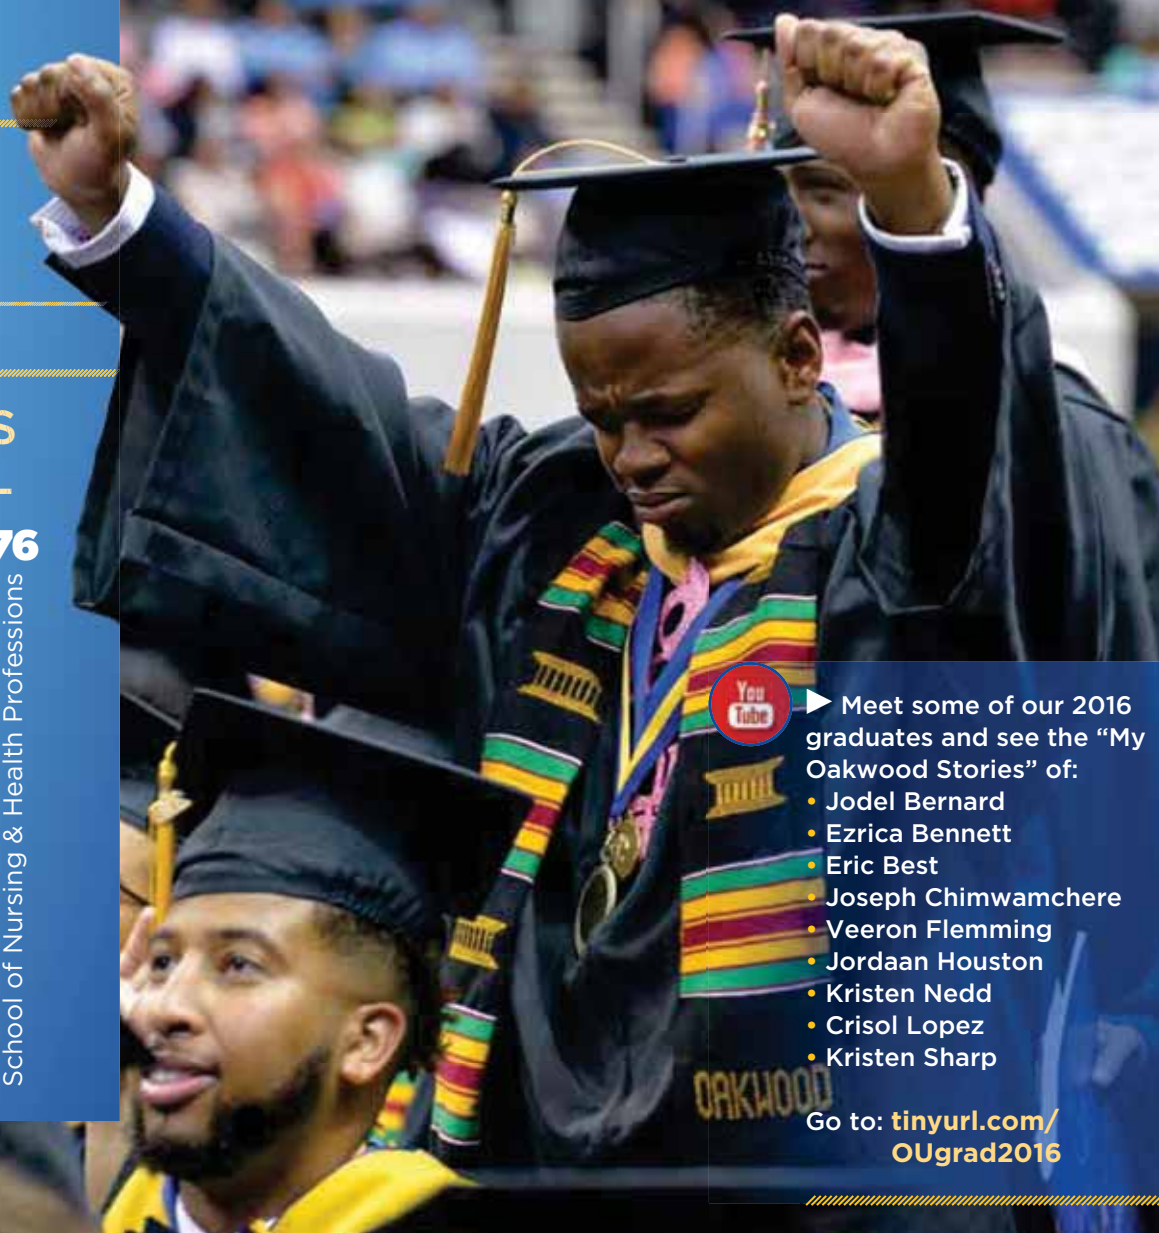 S
76
School of Nursing & Health Professions
You
Tube
Meet some of our 2016
graduates and see the “My
Oakwood Stories” of:
• Jodel Bernard
• Ezrica Bennett
• Eric Best
• Joseph Chimwamchere
• Veeron Flemming
• Jordaan Houston
• Kristen Nedd
• Crisol Lopez
• Kristen Sharp
OAKWOOD
Go to: tinyurl.com/
OUgrad2016